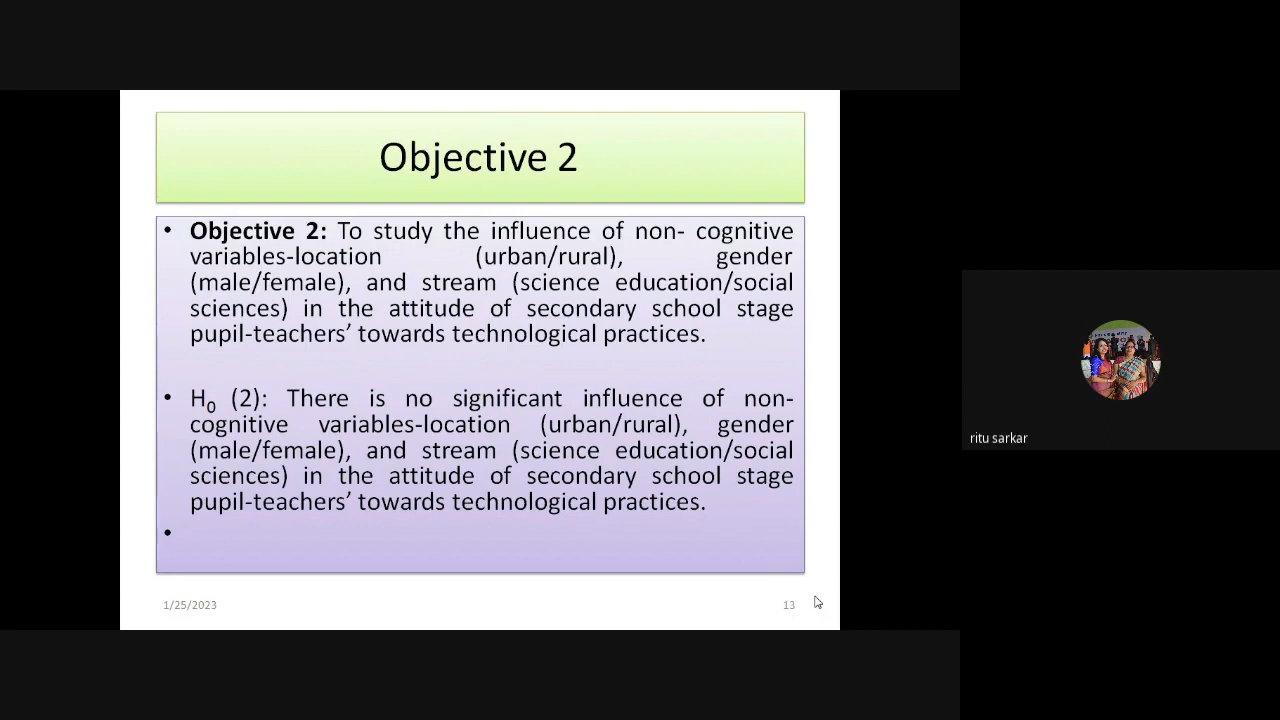 Objective 2
• Objective 2: To study the influence of non- cognitive
variables-location (urban/rural), gender
(male/female), and stream (science education/social
sciences) in the attitude of secondary school stage
pupil-teachers’ towards technological practices.
• H0 (2): There is no significant influence of non-
cognitive variables-location (urban/rural), gender
(male/female), and stream (science education/social
sciences) in the attitude of secondary school stage
pupil-teachers’ towards technological practices.
•
1/25/2023
13
ritu sarkar